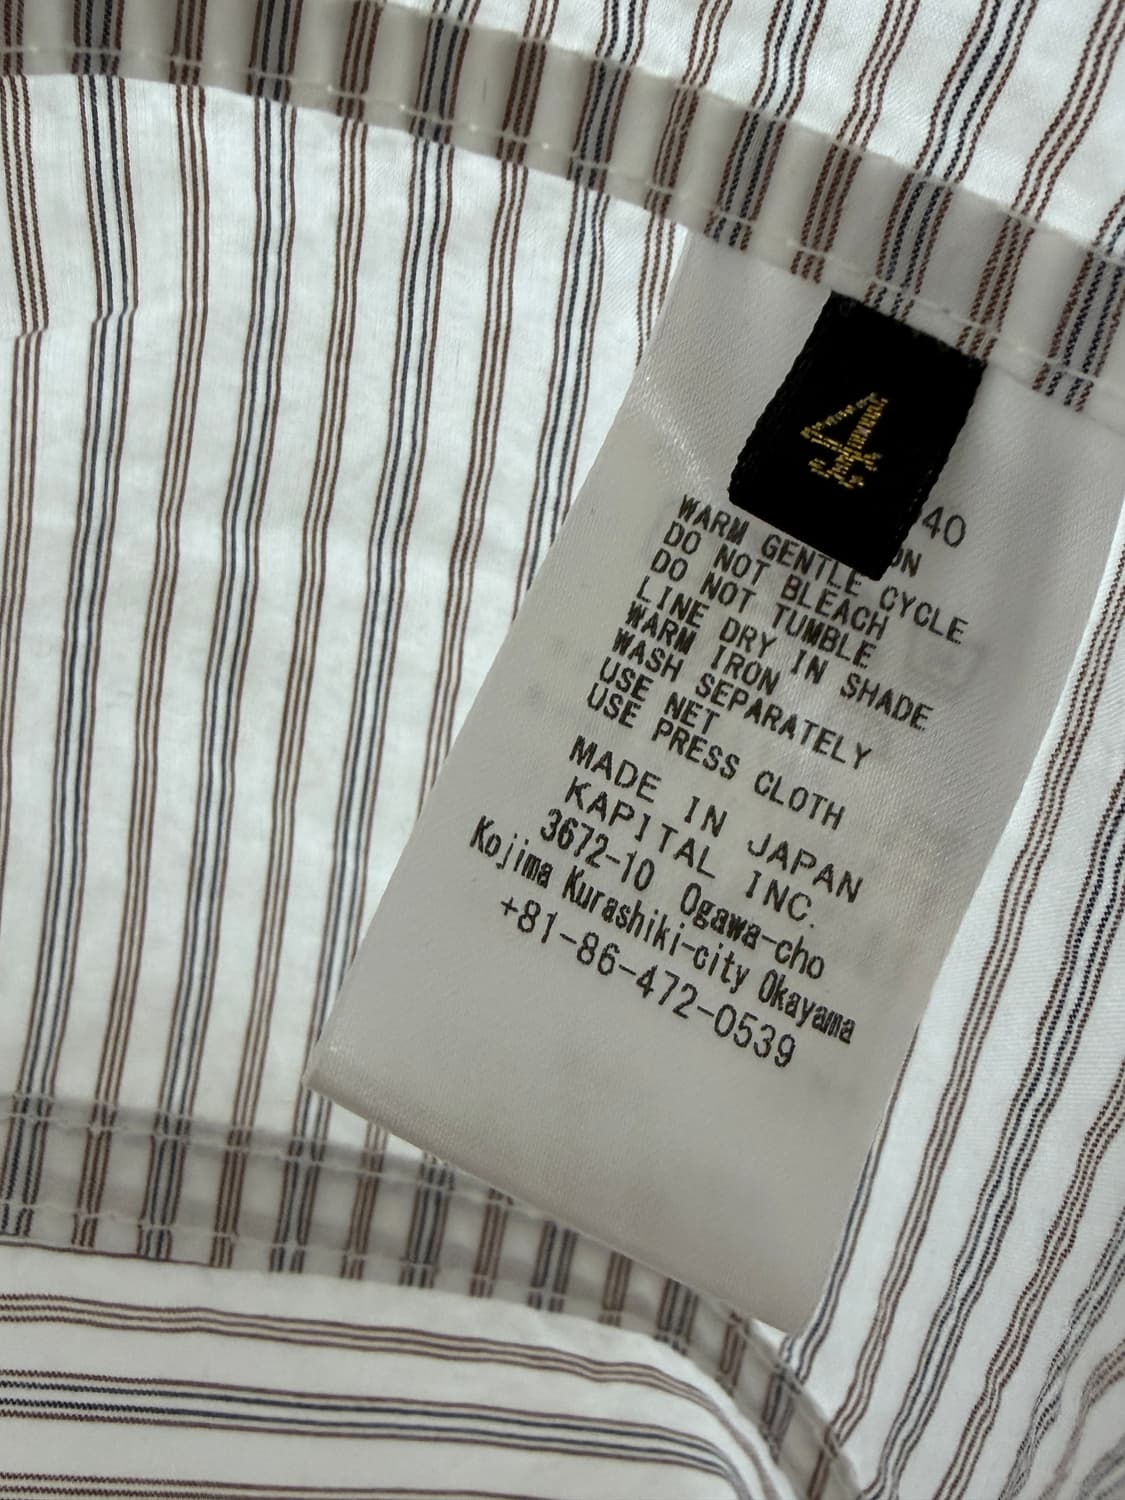 4
40
WARM GENTLE CYCLE
DO NOT BLEACH
DO NOT TUMBLE
LINE DRY IN SHADE
WARM IRON
WASH SEPARATELY
USE NET
USE PRESS CLOTH
MADE IN JAPAN
KAPITAL INC.
3672-10 Ogawa-cho
Kojima Kurashiki-city Okayama
+81-86-472-0539